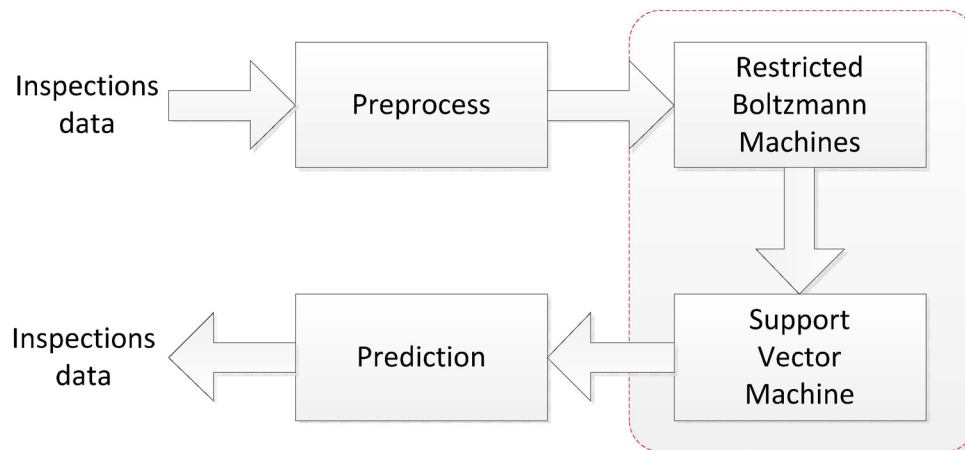 Inspections
data
Preprocess
Restricted
Boltzmann
Machines
Inspections
data
Prediction
Support
Vector
Machine